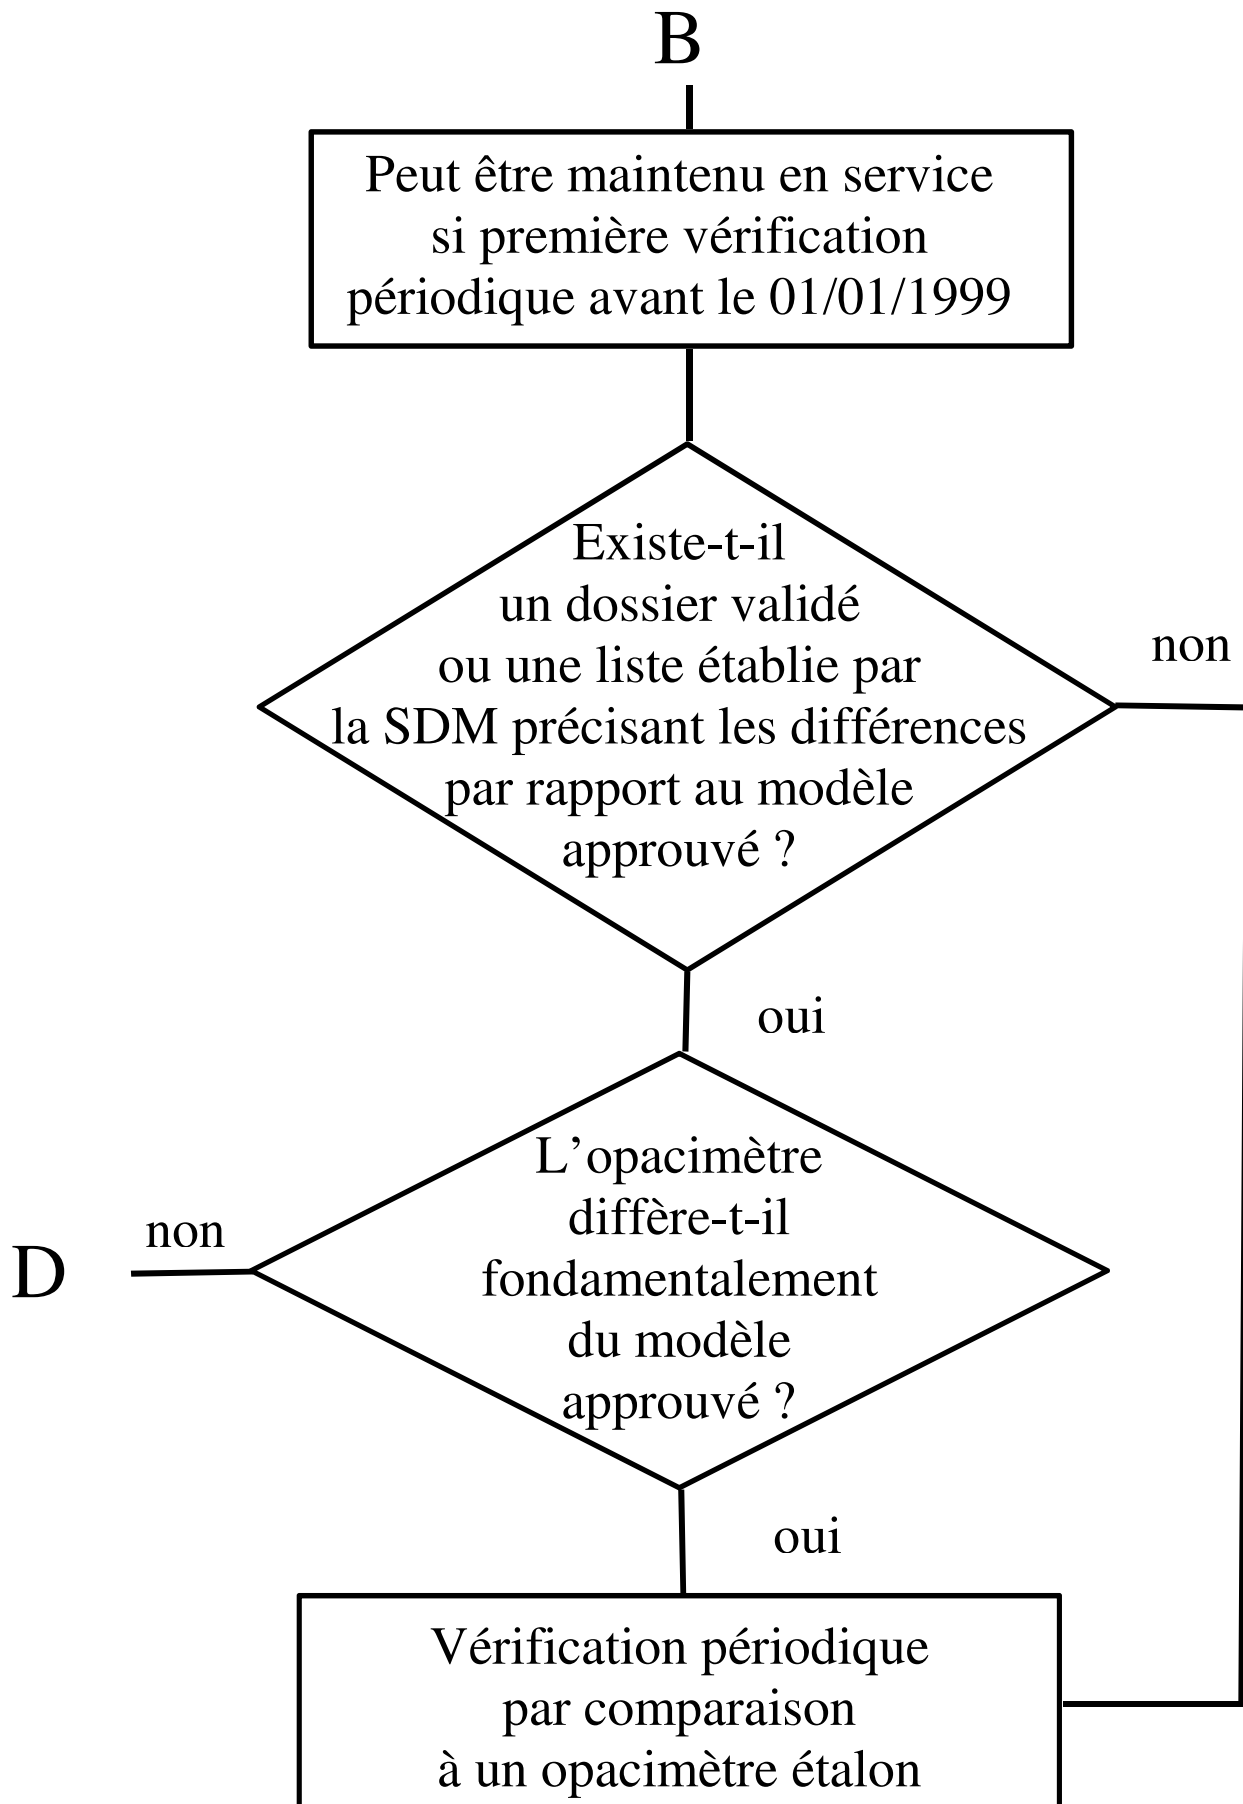 B
Peut être maintenu en service
si première vérification
périodique avant le 01/01/1999
Existe-t-il
un dossier validé
ou une liste établie par
la SDM précisant les différences
par rapport au modèle
approuvé ?
non
oui
L’opacimètre
diffère-t-il
fondamentalement
du modèle
approuvé ?
non
D
oui
Vérification périodique
par comparaison
à un opacimètre étalon